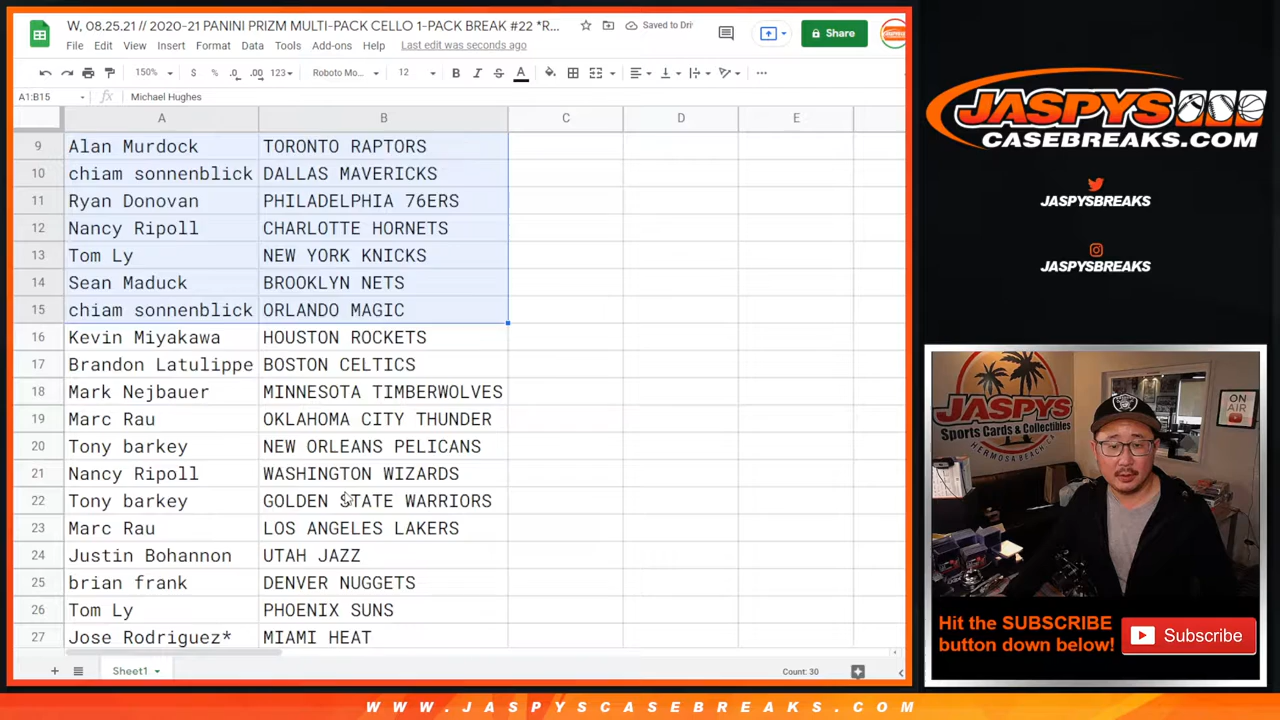 W, 08.25.21 // 2020-21 PANINI PRIZM MULTI-PACK CELLO 1-PACK BREAK #22 *R...
Saved to Dri
Share
File Edit View Insert Format Data Tools Add-ons Help Last edit was seconds ago
150% $ % .0 .00 123 Roboto Mo... 12 B I S A
A1:B15 fx Michael Hughes
A B C D E
9 Alan Murdock TORONTO RAPTORS
10 chiam sonnenblick DALLAS MAVERICKS
11 Ryan Donovan PHILADELPHIA 76ERS
12 Nancy Ripoll CHARLOTTE HORNETS
13 Tom Ly NEW YORK KNICKS
14 Sean Maduck BROOKLYN NETS
15 chiam sonnenblick ORLANDO MAGIC
16 Kevin Miyakawa HOUSTON ROCKETS
17 Brandon Latulippe BOSTON CELTICS
18 Mark Nejbauer MINNESOTA TIMBERWOLVES
19 Marc Rau OKLAHOMA CITY THUNDER
20 Tony barkey NEW ORLEANS PELICANS
21 Nancy Ripoll WASHINGTON WIZARDS
22 Tony barkey GOLDEN STATE WARRIORS
23 Marc Rau LOS ANGELES LAKERS
24 Justin Bohannon UTAH JAZZ
25 brian frank DENVER NUGGETS
26 Tom Ly PHOENIX SUNS
27 Jose Rodriguez* MIAMI HEAT
Sheet1
Count: 30
JASPYS
CASEBREAKS.COM
JASPYSBREAKS
JASPYSBREAKS
JASPYS
Sports Cards & Collectibles
HERMOSA BEACH, CA
ON AIR
Hit the SUBSCRIBE
button down below!
Subscribe
WWW.JASPYSCASEBREAKS.COM